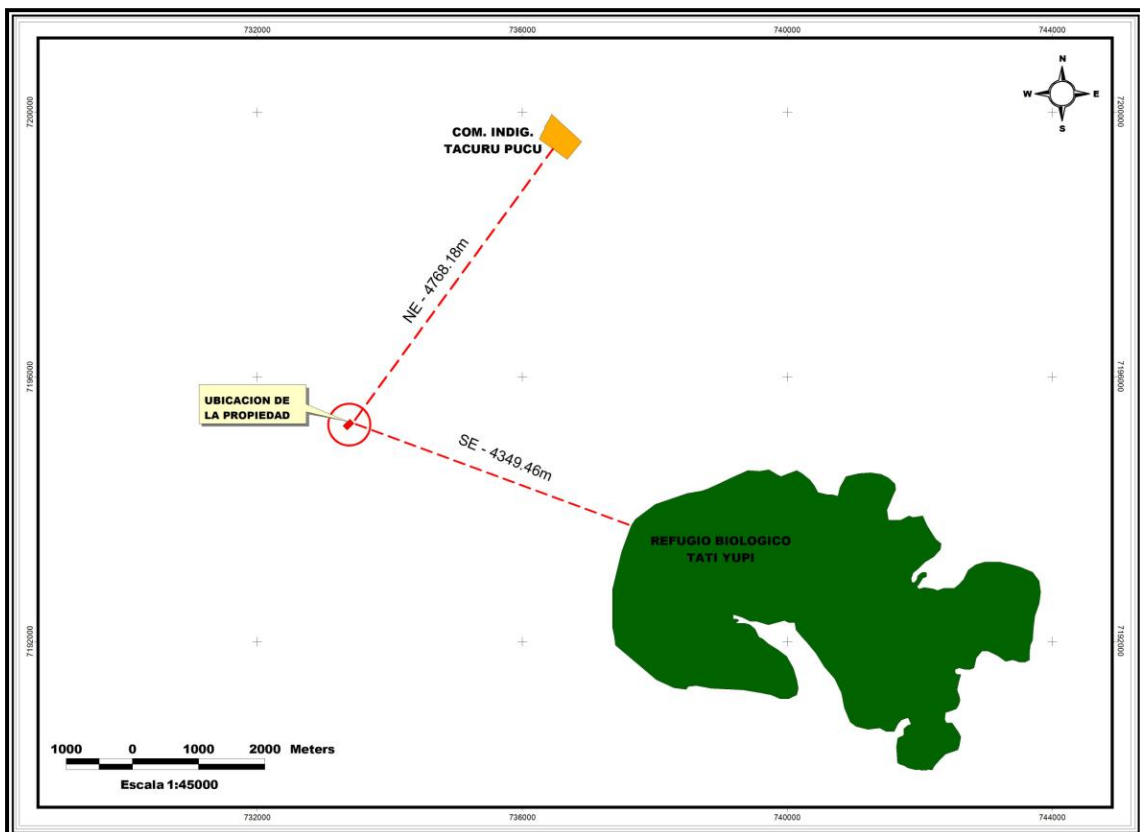 732000
736000
740000
744000
N
W
E
S
7200000
7200000
COM. INDIG.
TACURU PUCU
NE - 4768.18m
7196000
7196000
UBICACION DE
LA PROPIEDAD
SE - 4349.46m
REFUGIO BIOLOGICO
TATI YUPI
7192000
7192000
1000 0 1000 2000 Meters
Escala 1:45000
732000
736000
740000
744000